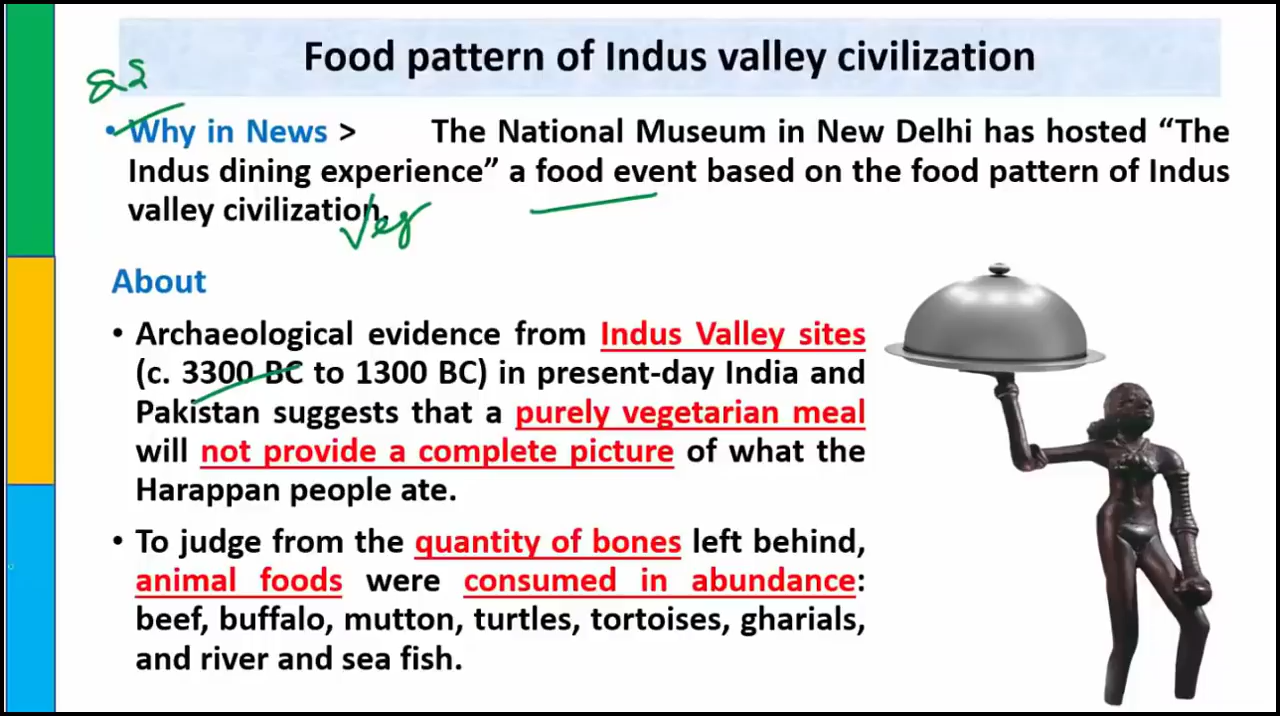 Food pattern of Indus valley civilization
• Why in News > The National Museum in New Delhi has hosted “The
Indus dining experience” a food event based on the food pattern of Indus
valley civilization.
Veg
About
• Archaeological evidence from Indus Valley sites
(c. 3300 BC to 1300 BC) in present-day India and
Pakistan suggests that a purely vegetarian meal
will not provide a complete picture of what the
Harappan people ate.
• To judge from the quantity of bones left behind,
animal foods were consumed in abundance:
beef, buffalo, mutton, turtles, tortoises, gharials,
and river and sea fish.